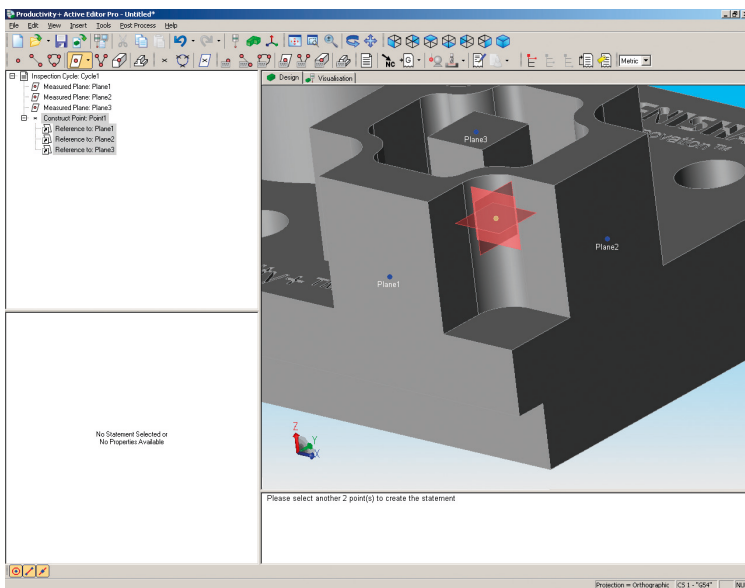 Productivity+ Active Editor Pro - Untitled*
File Edit View Insert Tools Post Process Help
NC G Metric
Inspection Cycle: Cycle1
Measured Plane: Plane1
Measured Plane: Plane2
Measured Plane: Plane3
Construct Point: Point1
Reference to: Plane1
Reference to: Plane2
Reference to: Plane3
Design Visualisation
Plane3
Plane2
Plane1
Z
Y
X
No Statement Selected or
No Properties Available
Please select another 2 point(s) to create the statement
Projection = Orthographic CS 1 - "G54" NU